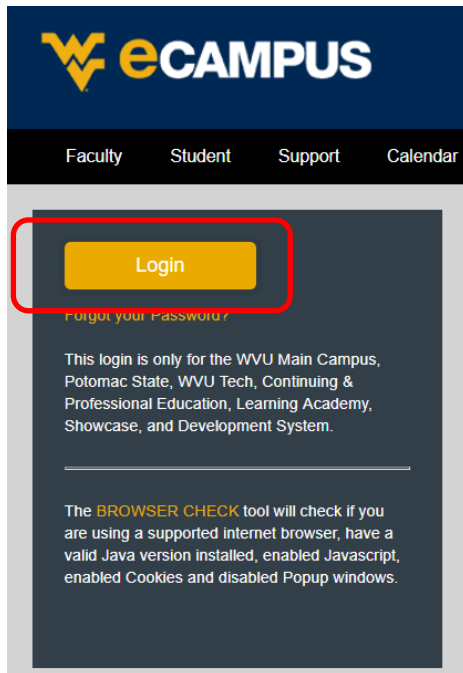 eCAMPUS
Faculty Student Support Calendar
Login
Forgot your Password?
This login is only for the WVU Main Campus,
Potomac State, WVU Tech, Continuing &
Professional Education, Learning Academy,
Showcase, and Development System.
The BROWSER CHECK tool will check if you
are using a supported internet browser, have a
valid Java version installed, enabled Javascript,
enabled Cookies and disabled Popup windows.